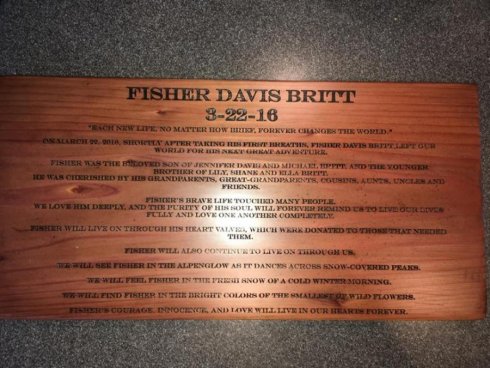 FISHER DAVIS BRITT
3-22-16
"EACH NEW LIFE, NO MATTER HOW BRIEF, FOREVER CHANGES THE WORLD."
ON MARCH 22, 2016, SHORTLY AFTER TAKING HIS FIRST BREATHS, FISHER DAVIS BRITT LEFT OUR
WORLD FOR HIS NEXT GREAT ADVENTURE.
FISHER WAS THE BELOVED SON OF JENNIFER DAVIS AND MICHAEL BRITT, AND THE YOUNGER
BROTHER OF LILY, SHANE AND ELLA BRITT.
HE WAS CHERISHED BY HIS GRANDPARENTS, GREAT-GRANDPARENTS, COUSINS, AUNTS, UNCLES AND
FRIENDS.
FISHER'S BRAVE LIFE TOUCHED MANY PEOPLE.
WE LOVE HIM DEEPLY, AND THE PURITY OF HIS SOUL WILL FOREVER REMIND US TO LIVE OUR LIVES
FULLY AND LOVE ONE ANOTHER COMPLETELY.
FISHER WILL LIVE ON THROUGH HIS HEART VALVES, WHICH WERE DONATED TO THOSE THAT NEEDED
THEM.
FISHER WILL ALSO CONTINUE TO LIVE ON THROUGH US.
WE WILL SEE FISHER IN THE ALPENGLOW AS IT DANCES ACROSS SNOW-COVERED PEAKS.
WE WILL FEEL FISHER IN THE FRESH SNOW OF A COLD WINTER MORNING.
WE WILL FIND FISHER IN THE BRIGHT COLORS OF THE SMALLEST OF WILD FLOWERS.
FISHER'S COURAGE, INNOCENCE, AND LOVE WILL LIVE IN OUR HEARTS FOREVER.